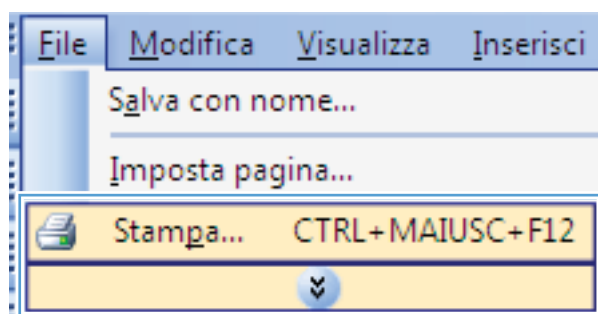 File Modifica Visualizza Inserisci
Salva con nome...
Imposta pagina...
Stampa... CTRL+MAIUSC+F12